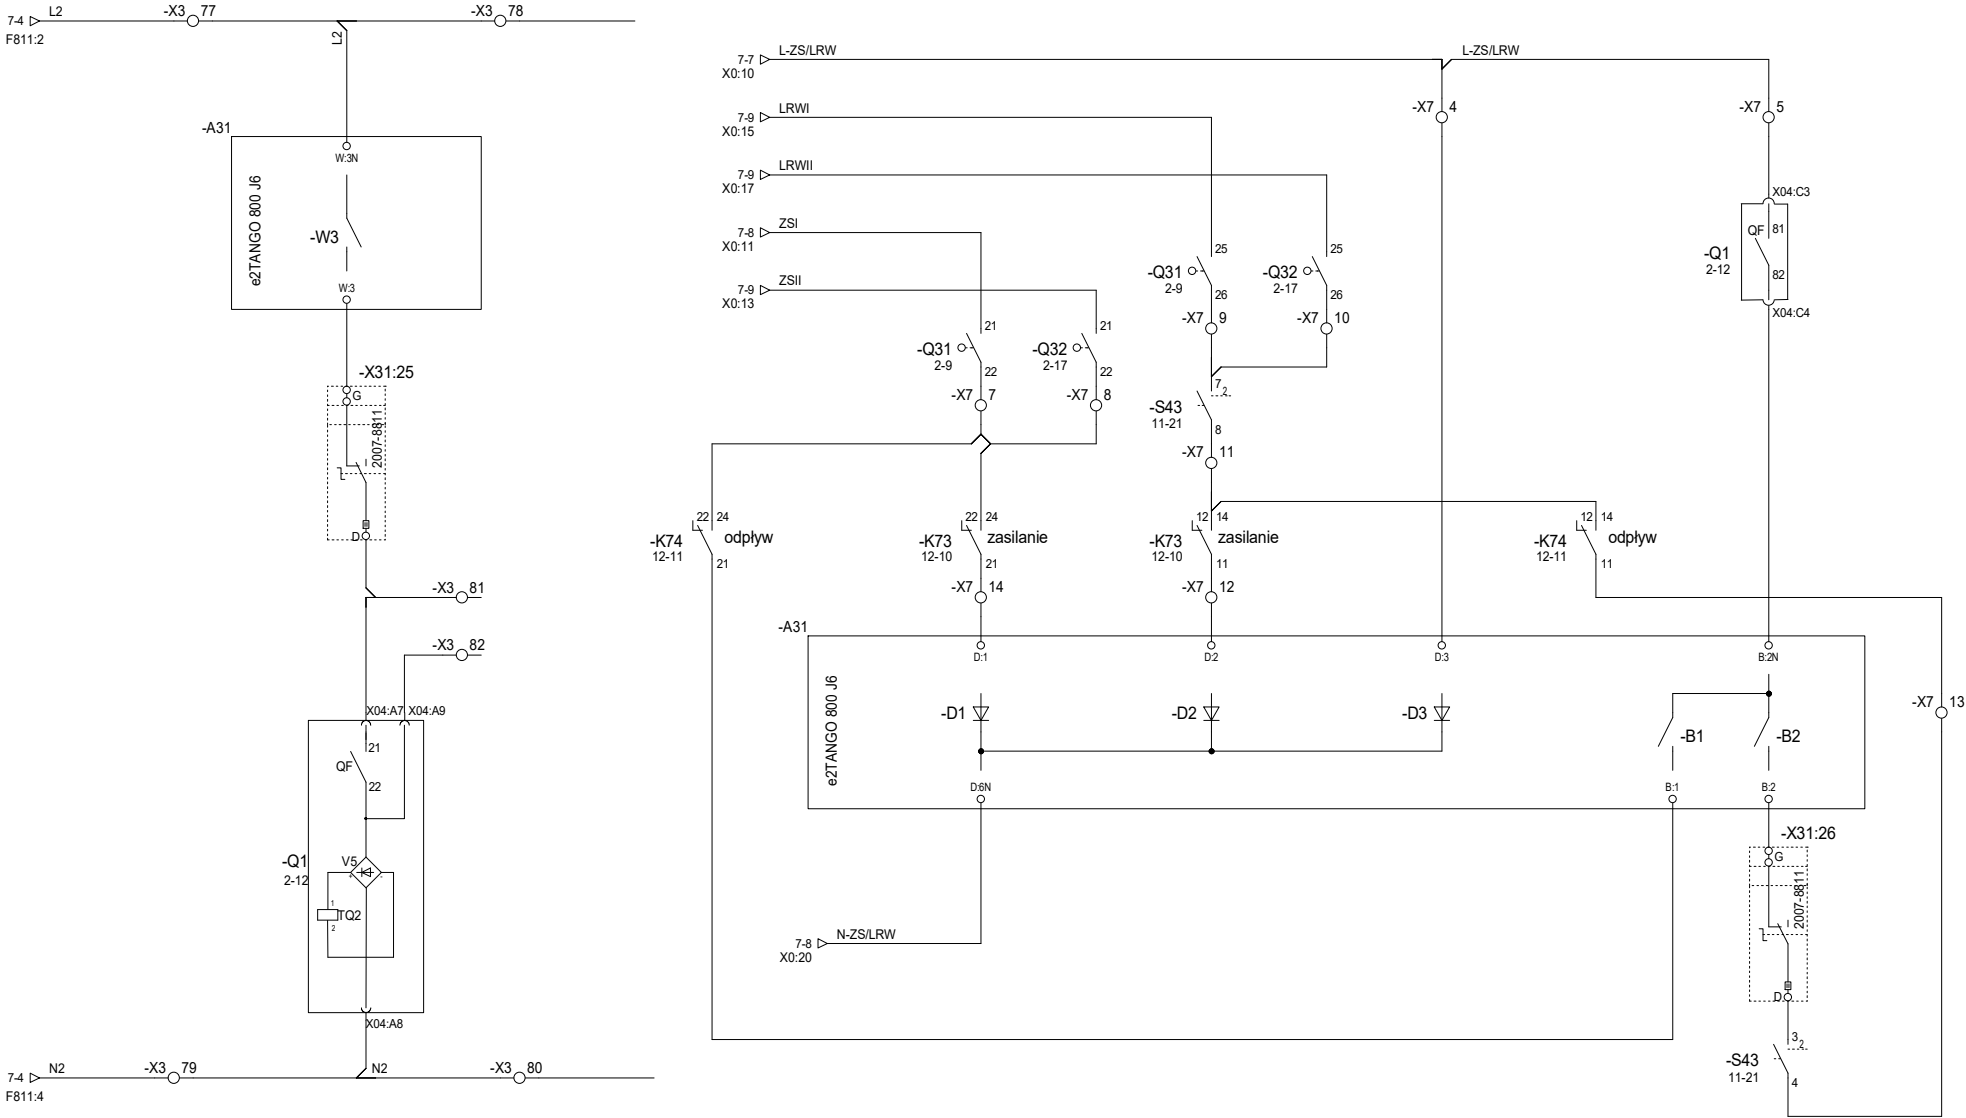 7-4 L2
F811:2
-X3 77
-X3 78
L2
-A31
W:3N
e2TANGO 800 J6
-W3
W:3
-X31:25
G
2007-8811
D
-X3 81
-X3 82
X04:A7 X04:A9
21
QF
22
-Q1
2-12
V5
+ -
1
TQ2
2
X04:A8
7-4 N2
F811:4
-X3 79
N2
-X3 80
7-7 L-ZS/LRW
X0:10
L-ZS/LRW
7-9 LRWI
X0:15
7-9 LRWII
X0:17
7-8 ZSI
X0:11
7-9 ZSII
X0:13
-X7 4
-X7 5
X04:C3
QF 81
-Q1
2-12
82
X04:C4
25
-Q31
2-9
26
-X7 9
25
-Q32
2-17
26
-X7 10
21
-Q31
2-9
22
-X7 7
21
-Q32
2-17
22
-X7 8
7 2
-S43
11-21
8
-X7 11
22 24
-K74 odpływ
12-11
21
22 24
-K73 zasilanie
12-10
21
-X7 14
12 14
-K73 zasilanie
12-10
11
-X7 12
12 14
-K74 odpływ
12-11
11
-A31
D:1
D:2
D:3
B:2N
e2TANGO 800 J6
-D1
-D2
-D3
-B1
-B2
D:6N
B:1
B:2
-X7 13
-X31:26
G
2007-8811
D
7-8 N-ZS/LRW
X0:20
3 2
-S43
11-21
4